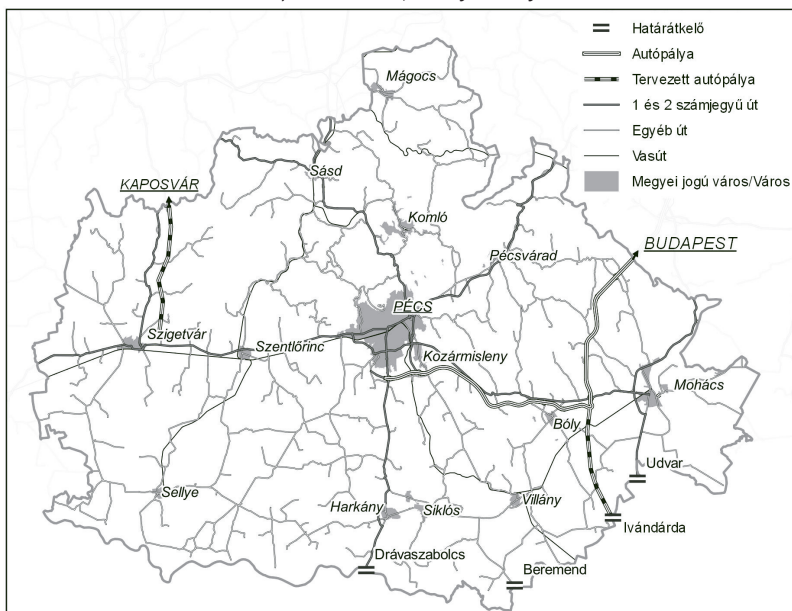 Határátkelő
Autópálya
Tervezett autópálya
1 és 2 számjegyű út
Egyéb út
Vasút
Megyei jogú város/Város
Mágocs
Sásd
KAPOSVÁR
Komló
Pécsvárad
BUDAPEST
PÉCS
Szigetvár
Szentlőrinc
Kozármisleny
Mohács
Bóly
Udvar
Sellye
Harkány
Siklós
Villány
Ivándárda
Drávaszabolcs
Beremend